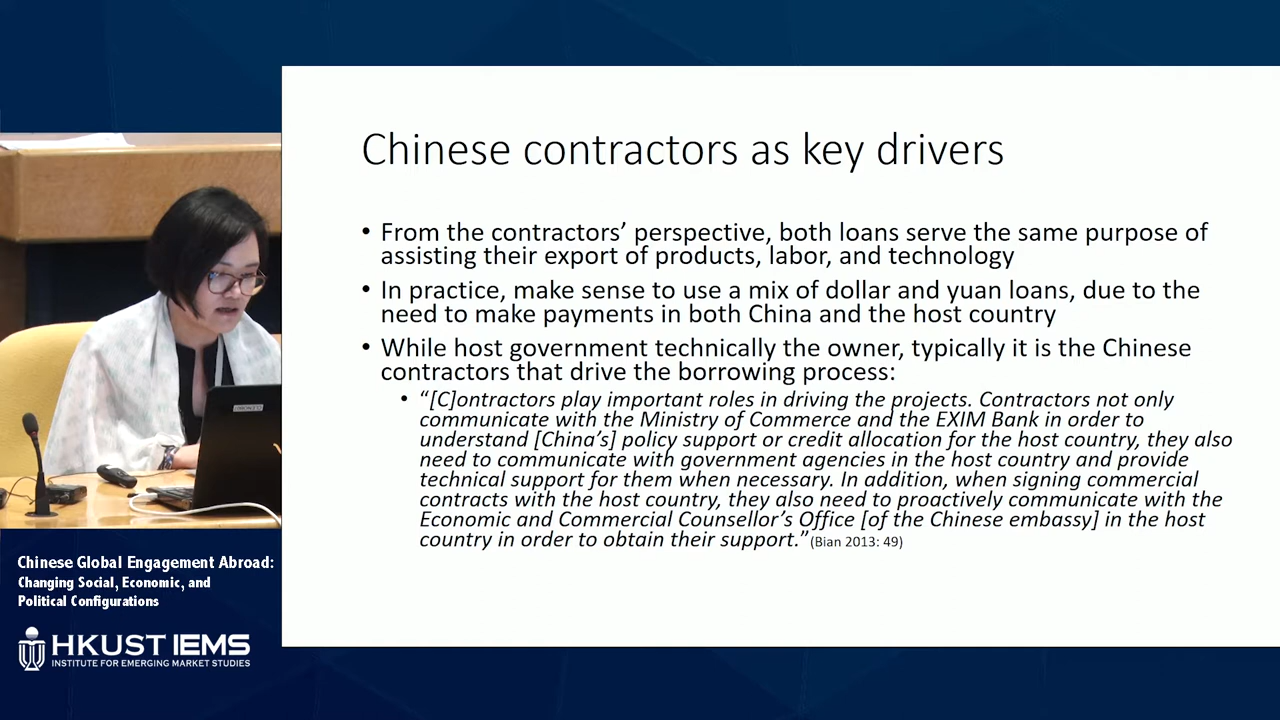 Chinese contractors as key drivers
• From the contractors’ perspective, both loans serve the same purpose of
assisting their export of products, labor, and technology
• In practice, make sense to use a mix of dollar and yuan loans, due to the
need to make payments in both China and the host country
• While host government technically the owner, typically it is the Chinese
contractors that drive the borrowing process:
• “[C]ontractors play important roles in driving the projects. Contractors not only
communicate with the Ministry of Commerce and the EXIM Bank in order to
understand [China’s] policy support or credit allocation for the host country, they also
need to communicate with government agencies in the host country and provide
technical support for them when necessary. In addition, when signing commercial
contracts with the host country, they also need to proactively communicate with the
Economic and Commercial Counsellor’s Office [of the Chinese embassy] in the host
country in order to obtain their support.”(Bian 2013: 49)
Chinese Global Engagement Abroad:
Changing Social, Economic, and
Political Configurations
HKUST IEMS
INSTITUTE FOR EMERGING MARKET STUDIES